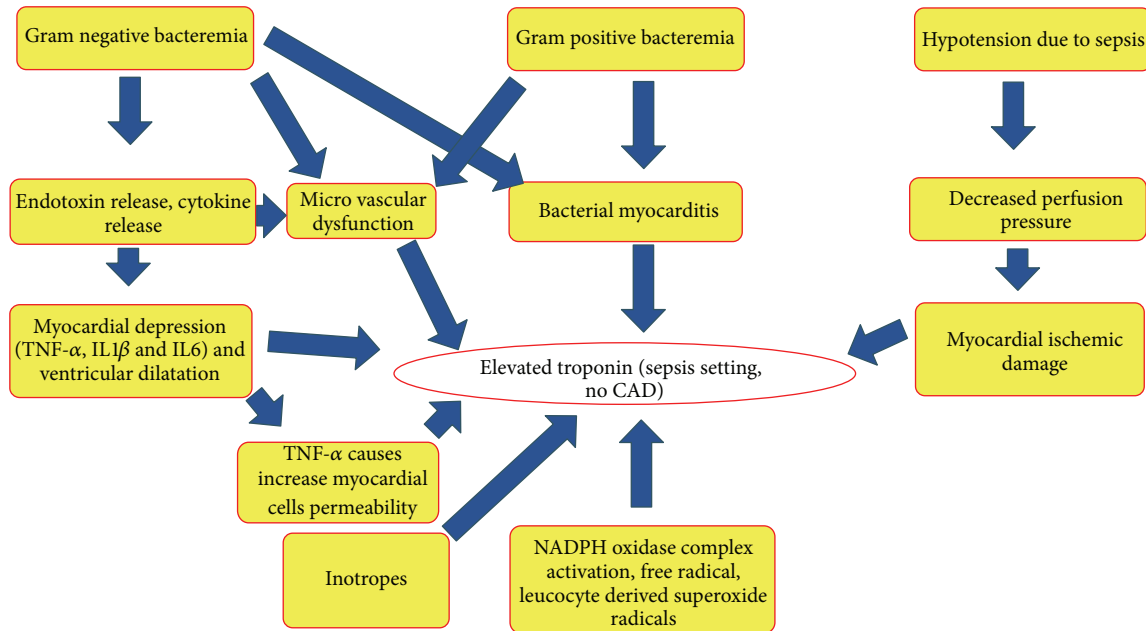 Gram negative bacteremia
Gram positive bacteremia
Hypotension due to sepsis
Endotoxin release, cytokine
release
Micro vascular
dysfunction
Bacterial myocarditis
Decreased perfusion
pressure
Myocardial depression
(TNF-α, IL1β and IL6) and
ventricular dilatation
Elevated troponin (sepsis setting,
no CAD)
Myocardial ischemic
damage
TNF-α causes
increase myocardial
cells permeability
Inotropes
NADPH oxidase complex
activation, free radical,
leucocyte derived superoxide
radicals